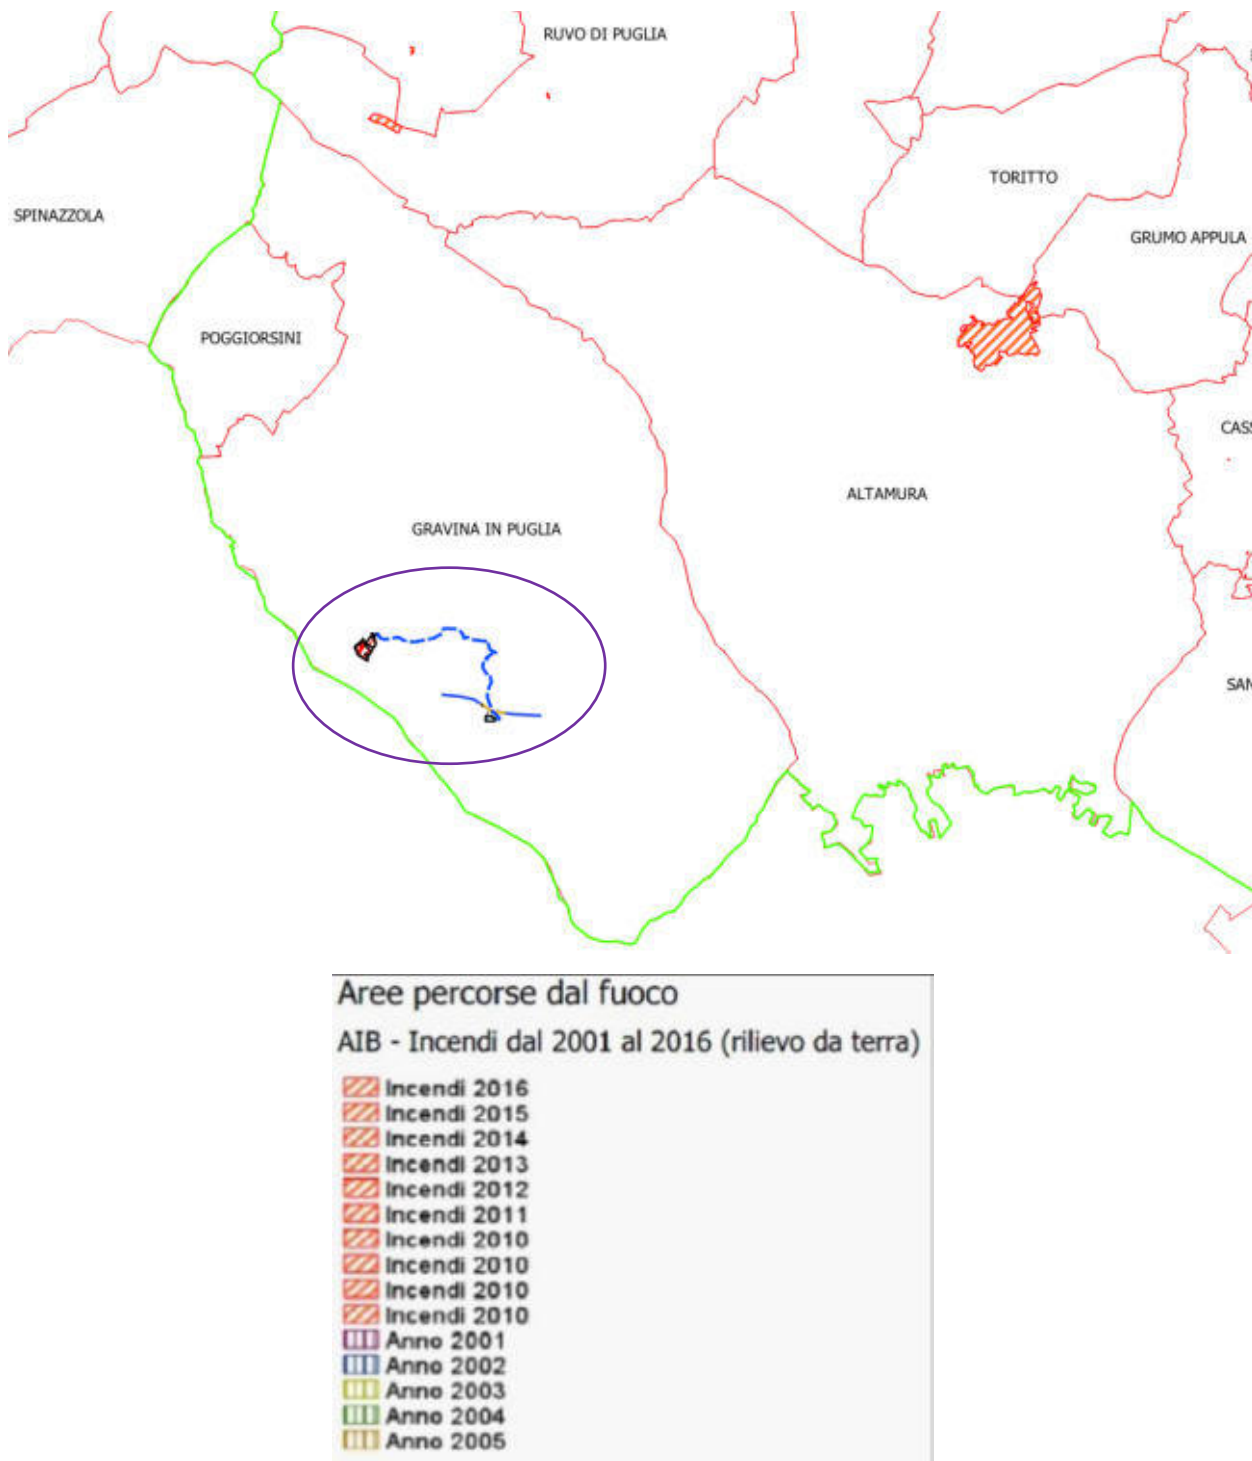 RUVO DI PUGLIA
TORITTO
SPINAZZOLA
GRUMO APPULA
POGGIORSINI
CASS
ALTAMURA
GRAVINA IN PUGLIA
SAN
Aree percorse dal fuoco
AIB - Incendi dal 2001 al 2016 (rilievo da terra)
Incendi 2016
Incendi 2015
Incendi 2014
Incendi 2013
Incendi 2012
Incendi 2011
Incendi 2010
Incendi 2010
Incendi 2010
Incendi 2010
Anno 2001
Anno 2002
Anno 2003
Anno 2004
Anno 2005